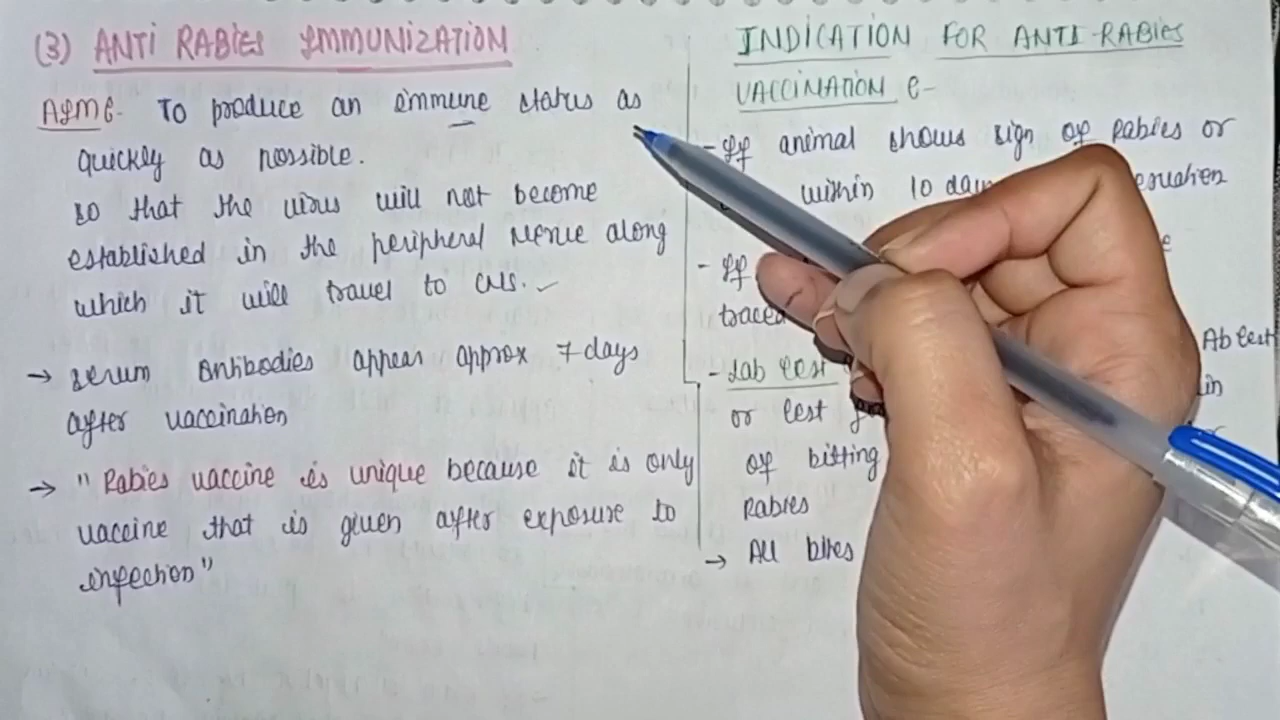 (3) ANTI RABIES IMMUNIZATION
AIM:- To produce an immune status as
quickly as possible.
so that the virus will not become
established in the peripheral nerve along
which it will travel to CNS.
→ serum Antibodies appear approx 7 days
after vaccination
→ " Rabies vaccine is unique because it is only
vaccine that is given after exposure to
infection"
INDICATION FOR ANTI-RABIES
VACCINATION :-
- If animal shows sign of Rabies or
within 10 days
- If
traced
- Lab test Ab test
or test in
of bitting
Rabies
→ All bites